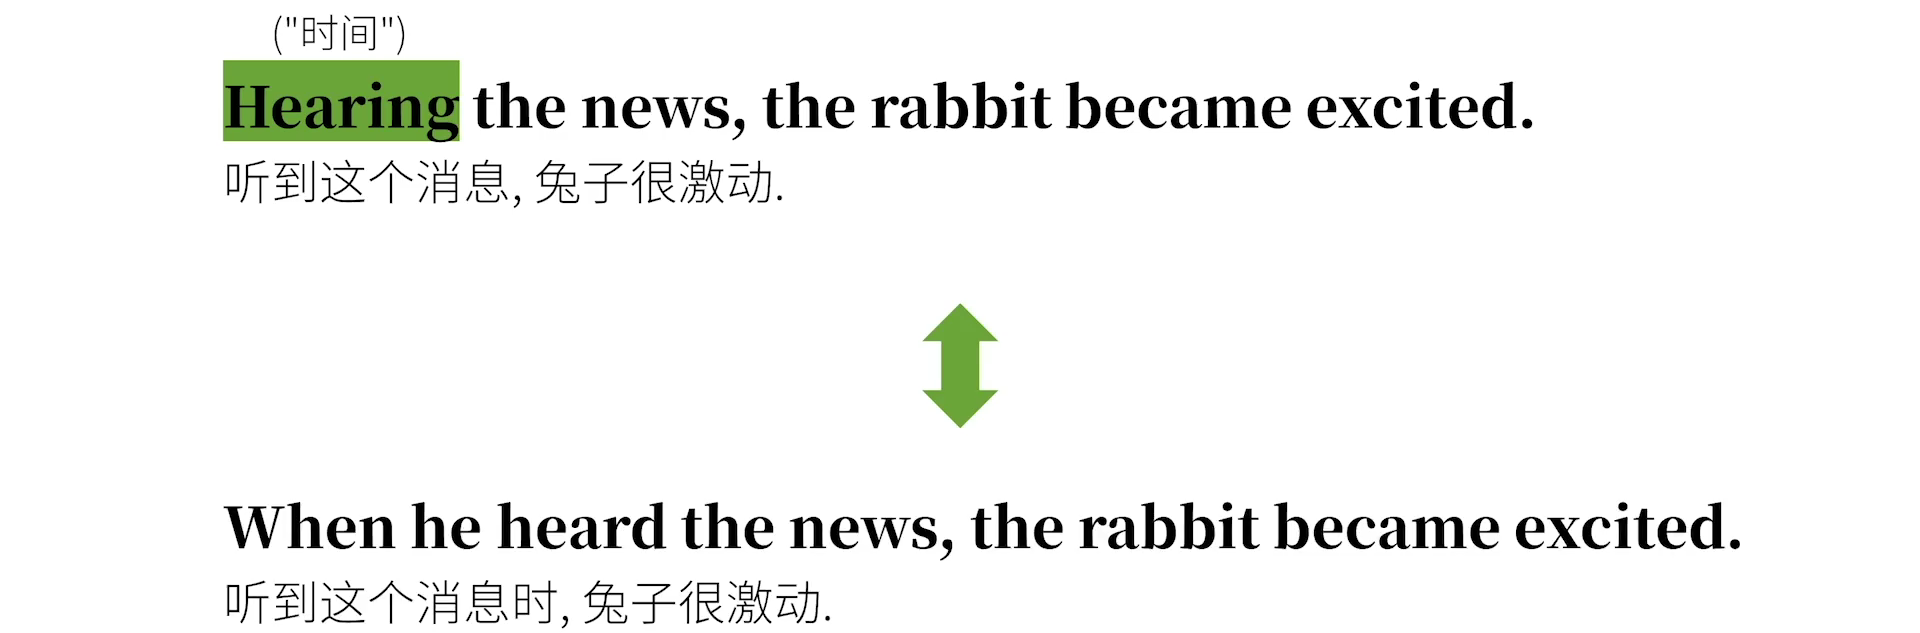 ("时间")
Hearing the news, the rabbit became excited.
听到这个消息, 兔子很激动.
When he heard the news, the rabbit became excited.
听到这个消息时, 兔子很激动.